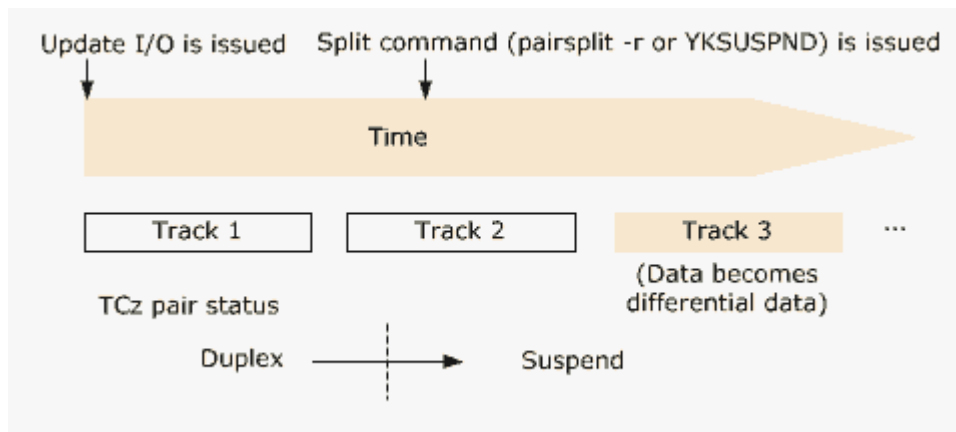 Update I/O is issued
Split command (pairsplit -r or YKSUSPND) is issued
Time
Track 1
Track 2
Track 3
...
(Data becomes
differential data)
TCz pair status
Duplex
Suspend